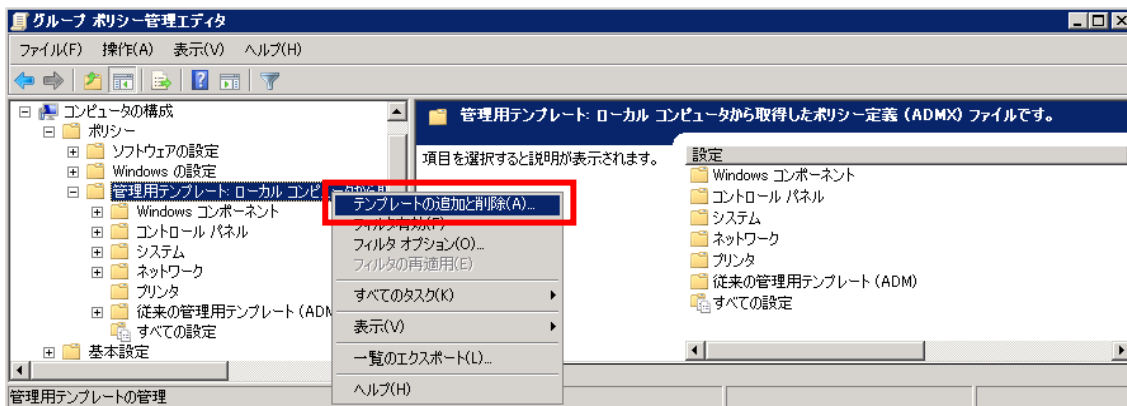 グループ ポリシー管理エディタ
ファイル(F) 操作(A) 表示(V) ヘルプ(H)
コンピュータの構成
ポリシー
ソフトウェアの設定
Windows の設定
管理用テンプレート: ローカル コンピュータから取
Windows コンポーネント
コントロール パネル
システム
ネットワーク
プリンタ
従来の管理用テンプレート (ADM
すべての設定
基本設定
テンプレートの追加と削除(A)...
フィルタ有効(F)
フィルタ オプション(O)...
フィルタの再適用(E)
すべてのタスク(K)
表示(V)
一覧のエクスポート(L)...
ヘルプ(H)
管理用テンプレート: ローカル コンピュータから取得したポリシー定義 (ADMX) ファイルです。
項目を選択すると説明が表示されます。
設定
Windows コンポーネント
コントロール パネル
システム
ネットワーク
プリンタ
従来の管理用テンプレート (ADM)
すべての設定
管理用テンプレートの管理